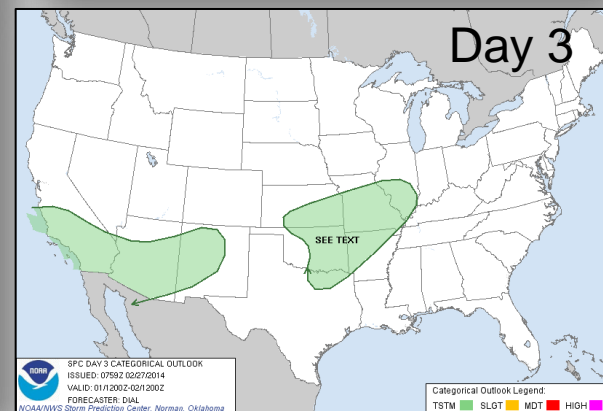 Day 3
SEE TEXT
NOAA
SPC DAY 3 CATEGORICAL OUTLOOK
ISSUED: 0759Z 02/27/2014
VALID: 01/1200Z-02/1200Z
FORECASTER: DIAL
NOAA/NWS Storm Prediction Center, Norman, Oklahoma
Categorical Outlook Legend:
TSTM SLGT MDT HIGH